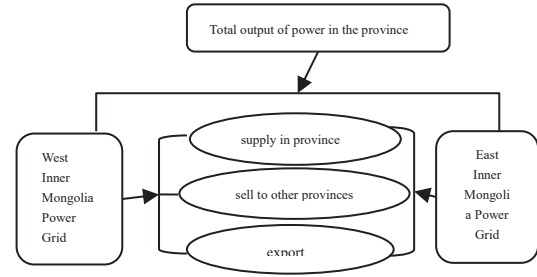 Total output of power in the province
West
Inner
Mongolia
Power
Grid
supply in province
sell to other provinces
export
East
Inner
Mongoli
a Power
Grid